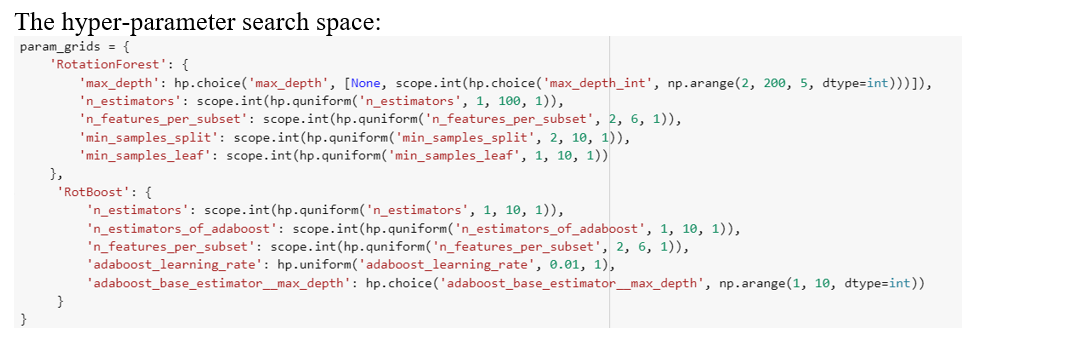 The hyper-parameter search space:
param_grids = {
    'RotationForest': {
        'max_depth': hp.choice('max_depth', [None, scope.int(hp.choice('max_depth_int', np.arange(2, 200, 5, dtype=int)))]),
        'n_estimators': scope.int(hp.quniform('n_estimators', 1, 100, 1)),
        'n_features_per_subset': scope.int(hp.quniform('n_features_per_subset', 2, 6, 1)),
        'min_samples_split': scope.int(hp.quniform('min_samples_split', 2, 10, 1)),
        'min_samples_leaf': scope.int(hp.quniform('min_samples_leaf', 1, 10, 1))
    },
     'RotBoost': {
         'n_estimators': scope.int(hp.quniform('n_estimators', 1, 10, 1)),
         'n_estimators_of_adaboost': scope.int(hp.quniform('n_estimators_of_adaboost', 1, 10, 1)),
         'n_features_per_subset': scope.int(hp.quniform('n_features_per_subset', 2, 6, 1)),
         'adaboost_learning_rate': hp.uniform('adaboost_learning_rate', 0.01, 1),
         'adaboost_base_estimator__max_depth': hp.choice('adaboost_base_estimator__max_depth', np.arange(1, 10, dtype=int))
     }
}